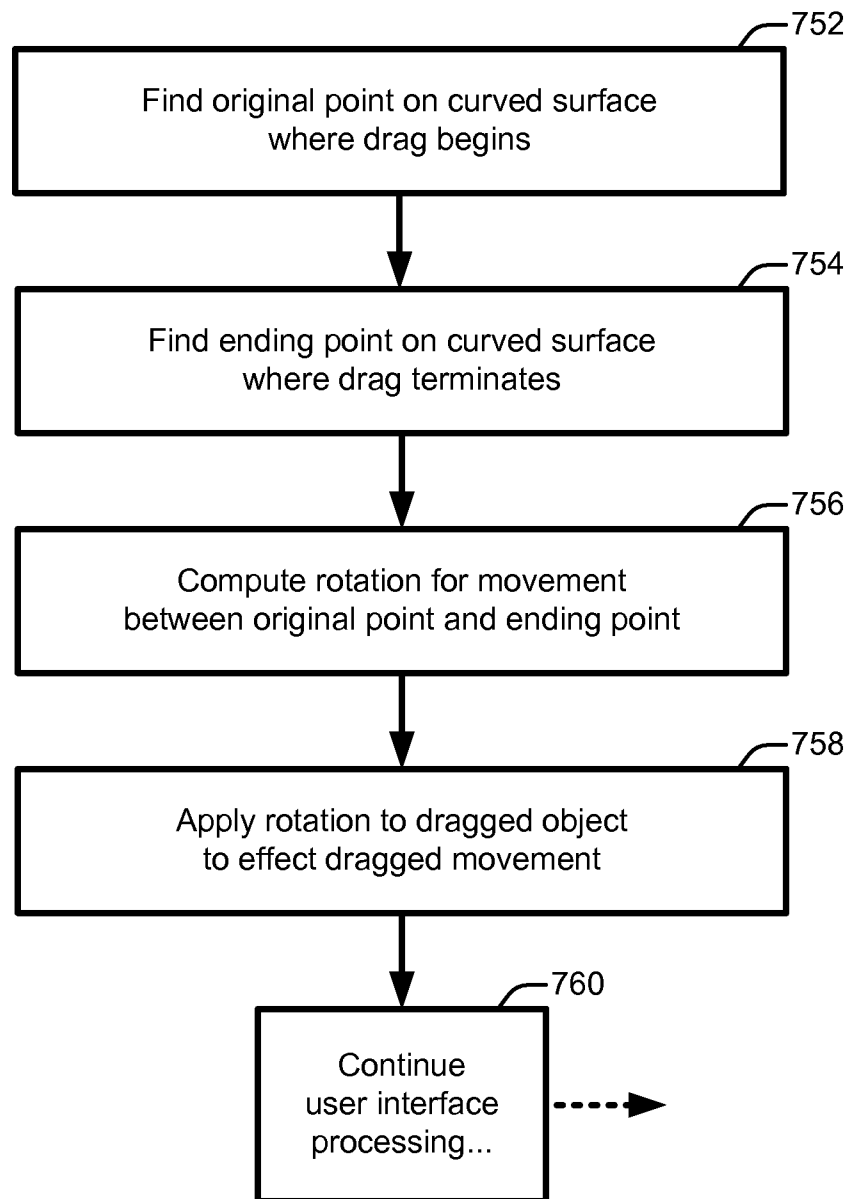 752
Find original point on curved surface
where drag begins
754
Find ending point on curved surface
where drag terminates
756
Compute rotation for movement
between original point and ending point
758
Apply rotation to dragged object
to effect dragged movement
760
Continue
user interface
processing...